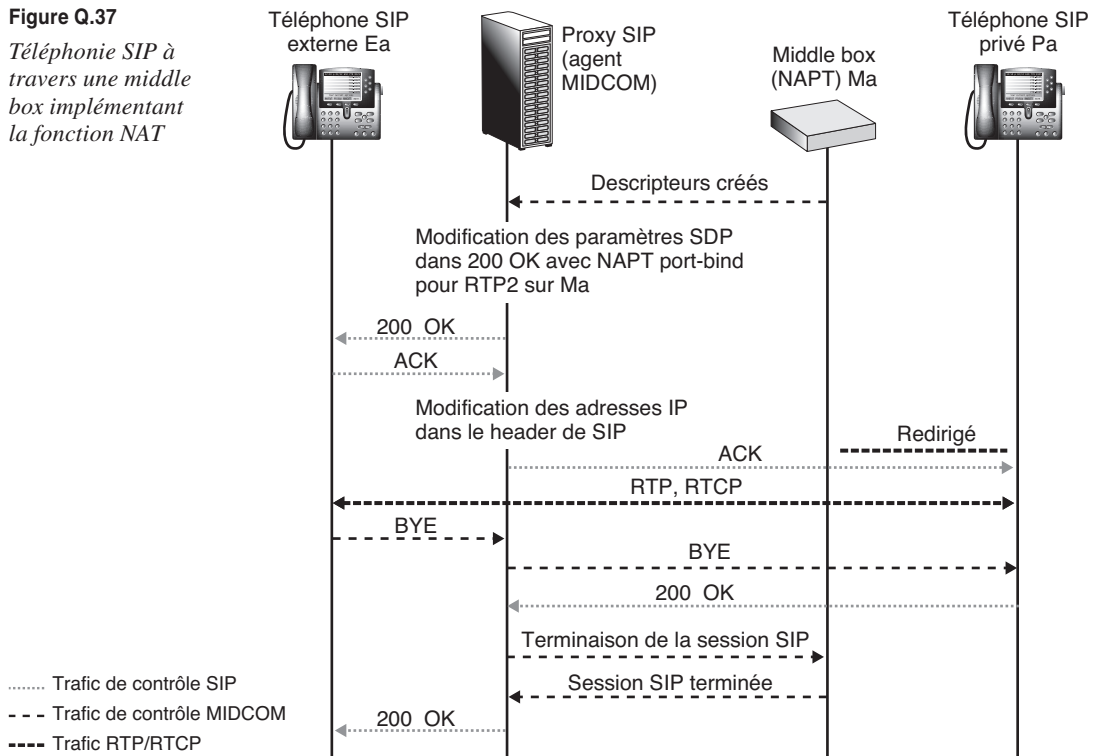 Figure Q.37
Téléphonie SIP à
travers une middle
box implémentant
la fonction NAT
Téléphone SIP
externe Ea
Proxy SIP
(agent
MIDCOM)
Middle box
(NAPT) Ma
Téléphone SIP
privé Pa
Descripteurs créés
Modification des paramètres SDP
dans 200 OK avec NAPT port-bind
pour RTP2 sur Ma
200 OK
ACK
Modification des adresses IP
dans le header de SIP
Redirigé
ACK
RTP, RTCP
BYE
BYE
200 OK
Terminaison de la session SIP
Session SIP terminée
200 OK
Trafic de contrôle SIP
Trafic de contrôle MIDCOM
Trafic RTP/RTCP